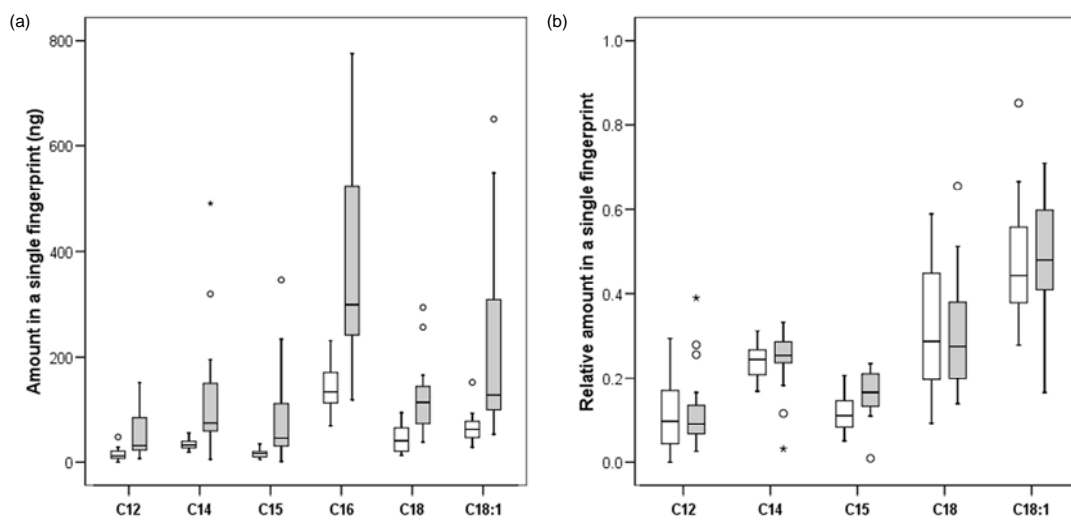 (a)
Amount in a single fingerprint (ng)
800
600
400
200
0
C12 C14 C15 C16 C18 C18:1
(b)
Relative amount in a single fingerprint
1.0
0.8
0.6
0.4
0.2
0.0
C12 C14 C15 C18 C18:1